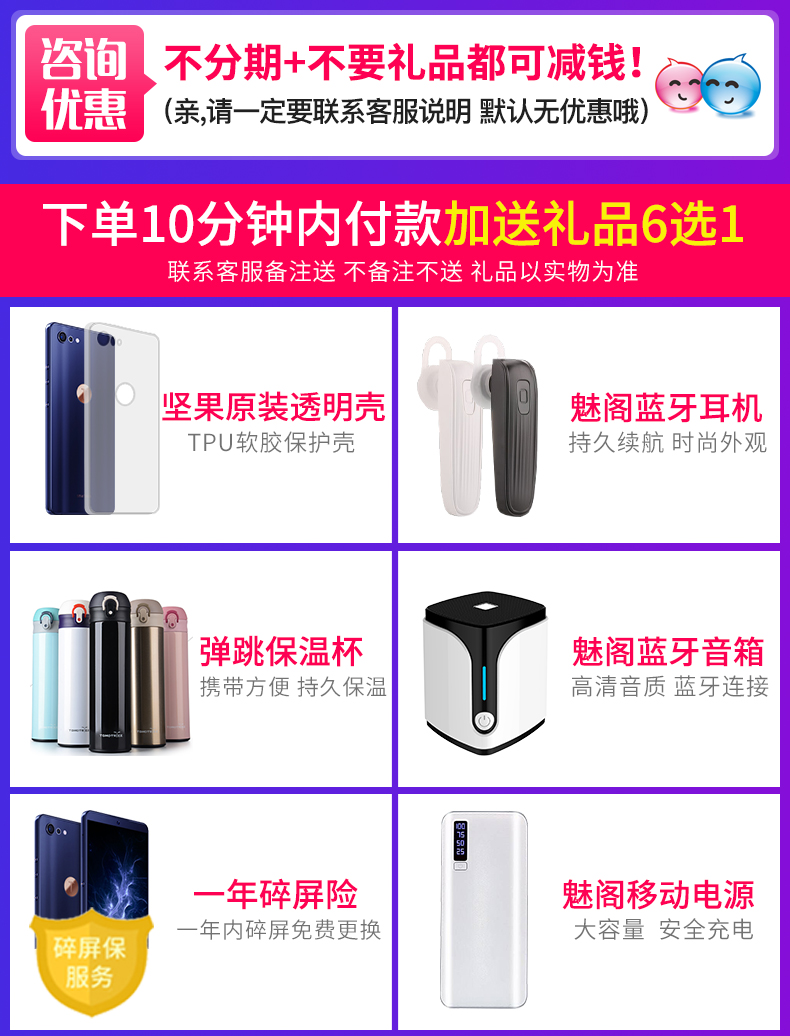 咨询
优惠
不分期+不要礼品都可减钱!
(亲,请一定要联系客服说明 默认无优惠哦)
下单10分钟内付款加送礼品6选1
联系客服备注送 不备注不送 礼品以实物为准
坚果原装透明壳
TPU软胶保护壳
魅阁蓝牙耳机
持久续航 时尚外观
弹跳保温杯
携带方便 持久保温
魅阁蓝牙音箱
高清音质 蓝牙连接
一年碎屏险
一年内碎屏免费更换
碎屏保
服务
100
75
50
25
魅阁移动电源
大容量 安全充电